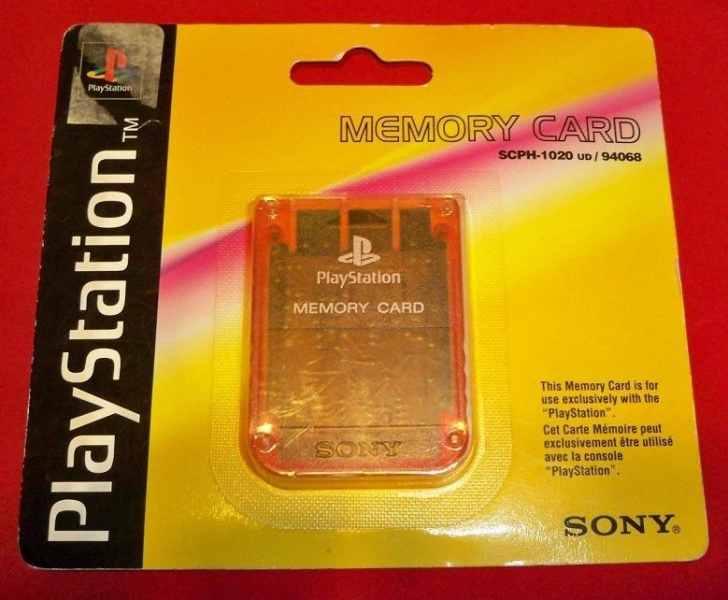 PlayStation
PlayStation™
MEMORY CARD
SCPH-1020 UD / 94068
PlayStation
MEMORY CARD
SONY
This Memory Card is for
use exclusively with the
"PlayStation".
Cet Carte Mémoire peut
exclusivement être utilisé
avec la console
"PlayStation".
SONY®